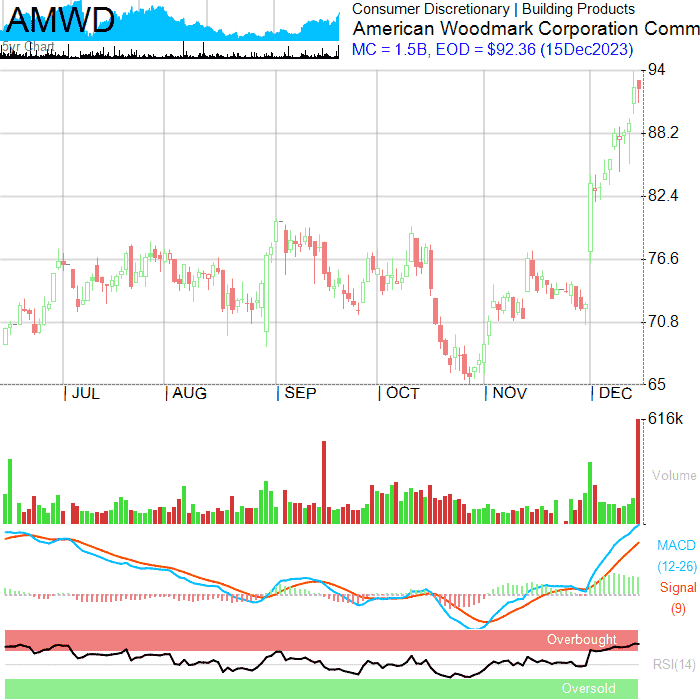 AMWD
5yr Chart
Consumer Discretionary | Building Products
American Woodmark Corporation Comm
MC = 1.5B, EOD = $92.36 (15Dec2023)
94
88.2
82.4
76.6
70.8
65
| JUL | AUG | SEP | OCT | NOV | DEC
616k
Volume
MACD
(12-26)
Signal
(9)
Overbought
RSI(14)
Oversold